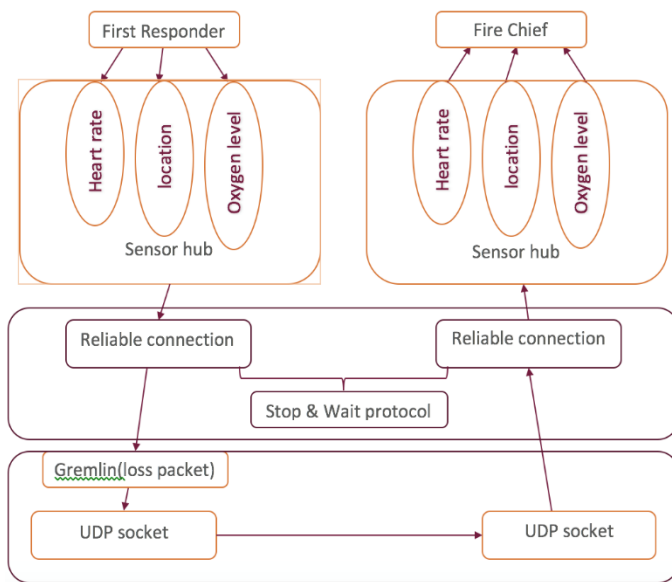 First Responder
Fire Chief
Heart rate
location
Oxygen level
Sensor hub
Heart rate
location
Oxygen level
Sensor hub
Reliable connection
Reliable connection
Stop & Wait protocol
Gremlin(loss packet)
UDP socket
UDP socket